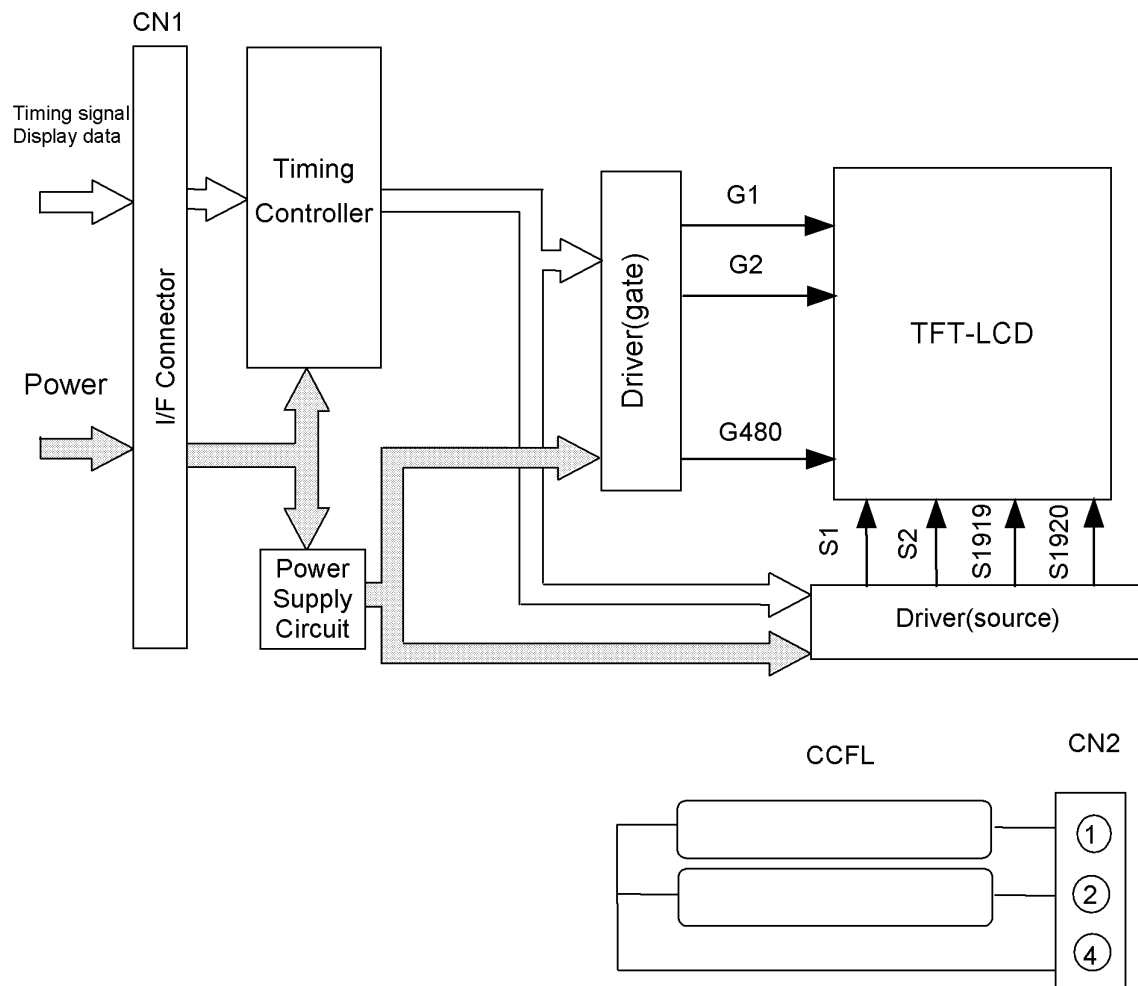 CN1
Timing signal
Display data
Power
I/F Connector
Timing
Controller
Power
Supply
Circuit
Driver(gate)
G1
G2
G480
TFT-LCD
S1
S2
S1919
S1920
Driver(source)
CCFL
CN2
1
2
4